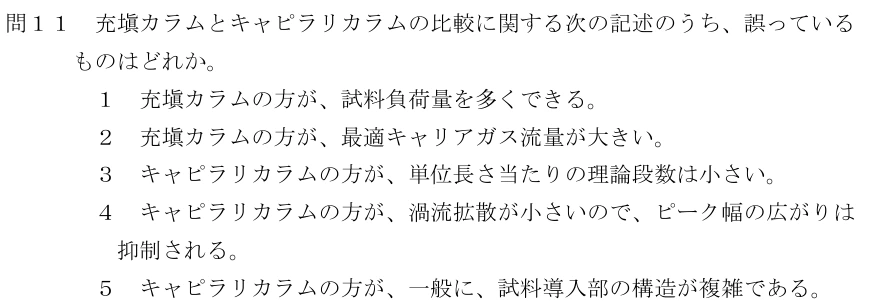 問１１　充塡カラムとキャピラリカラムの比較に関する次の記述のうち、誤っている
ものはどれか。
１　充塡カラムの方が、試料負荷量を多くできる。
２　充塡カラムの方が、最適キャリアガス流量が大きい。
３　キャピラリカラムの方が、単位長さ当たりの理論段数は小さい。
４　キャピラリカラムの方が、渦流拡散が小さいので、ピーク幅の広がりは
抑制される。
５　キャピラリカラムの方が、一般に、試料導入部の構造が複雑である。